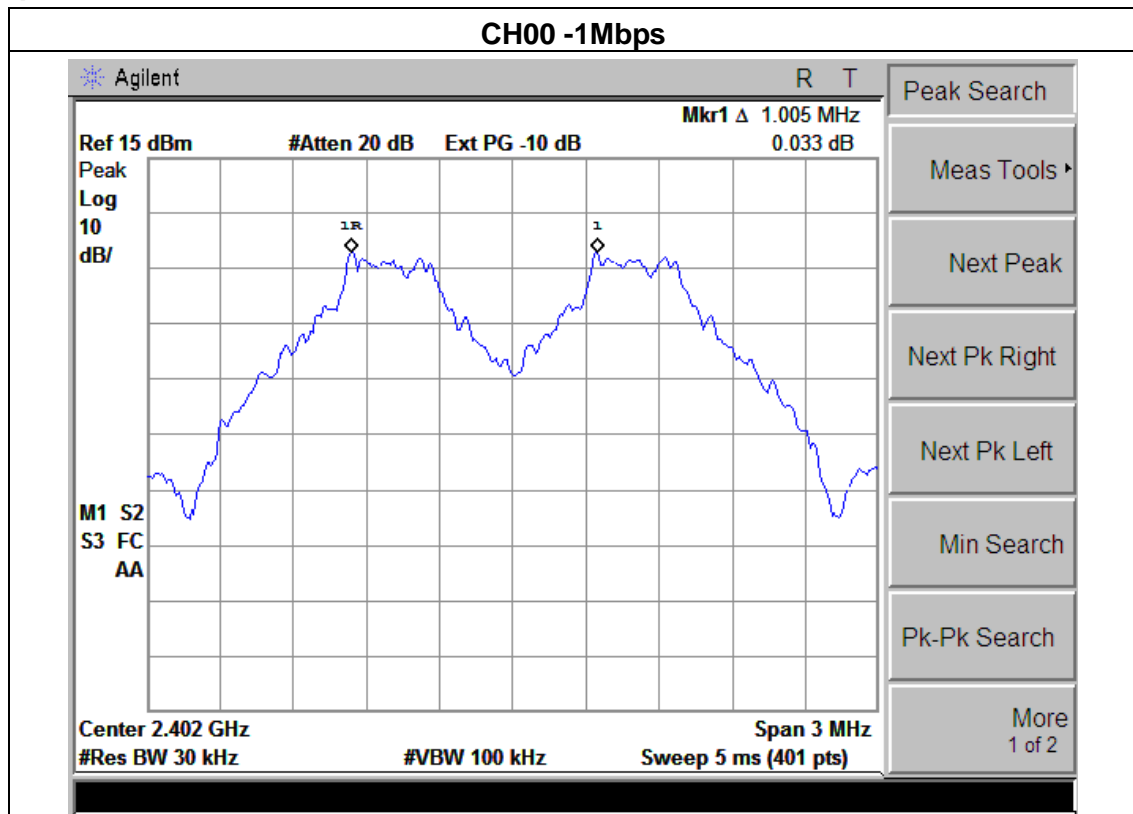 CH00 -1Mbps
Agilent R T
Mkr1 Δ 1.005 MHz
Ref 15 dBm #Atten 20 dB Ext PG -10 dB 0.033 dB
Peak
Log
10
dB/
1R 1
M1 S2
S3 FC
AA
Center 2.402 GHz Span 3 MHz
#Res BW 30 kHz #VBW 100 kHz Sweep 5 ms (401 pts)
Peak Search
Meas Tools
Next Peak
Next Pk Right
Next Pk Left
Min Search
Pk-Pk Search
More
1 of 2